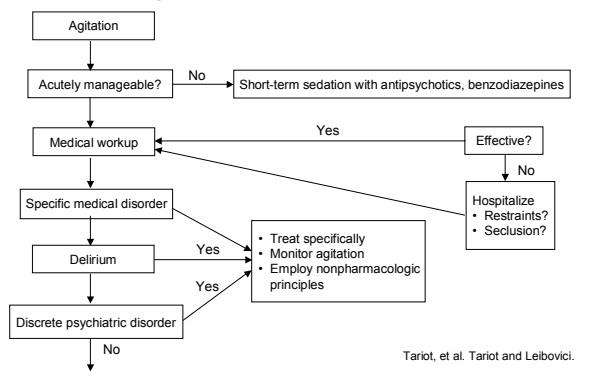 Agitation
Acutely manageable?
No
Short-term sedation with antipsychotics, benzodiazepines
Medical workup
Yes
Effective?
No
Hospitalize
• Restraints?
• Seclusion?
Specific medical disorder
• Treat specifically
• Monitor agitation
• Employ nonpharmacologic
principles
Delirium
Yes
Yes
Discrete psychiatric disorder
No
Tariot, et al. Tariot and Leibovici.